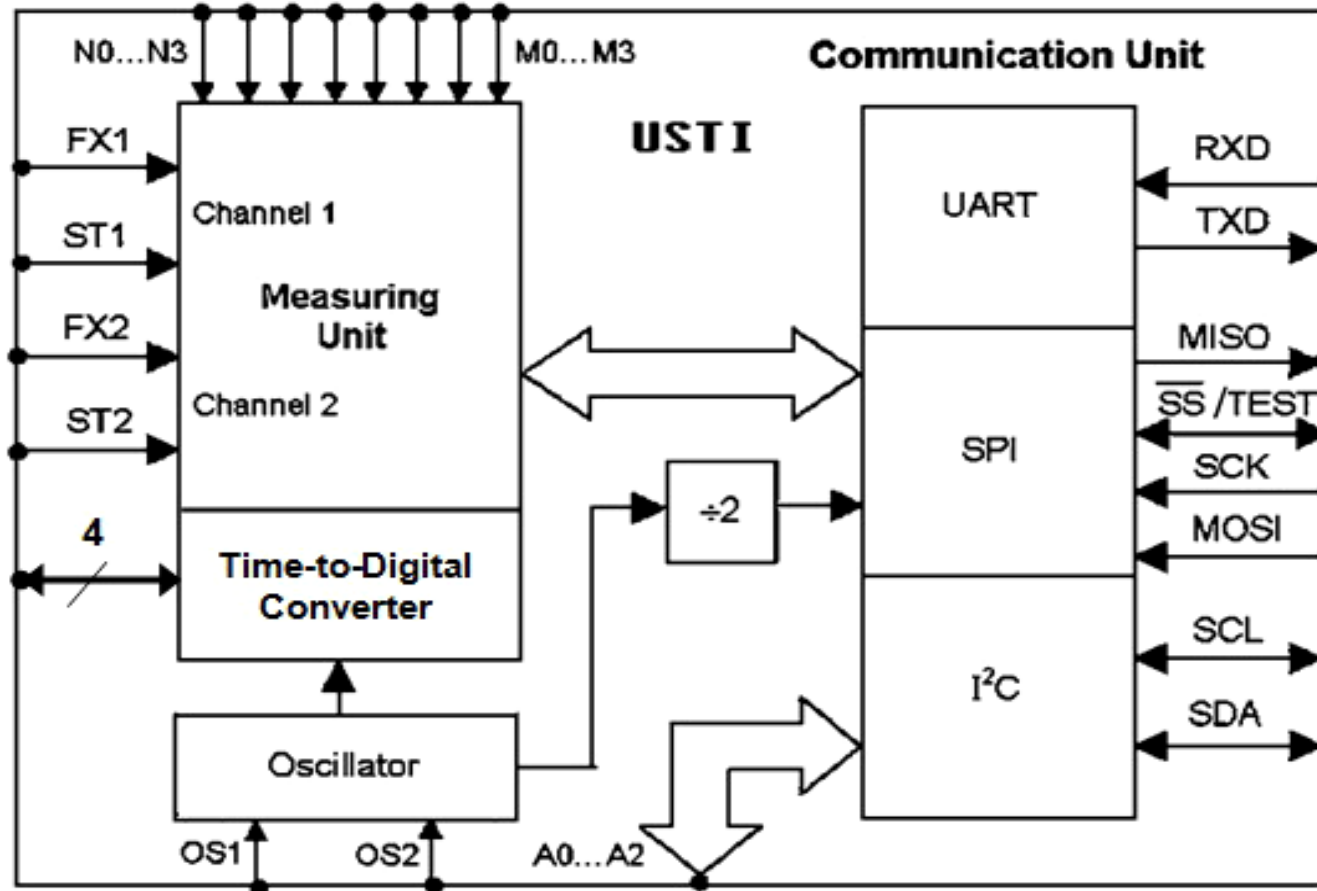 N0...N3
M0...M3
Communication Unit
USTI
FX1
ST1
FX2
ST2
4
Channel 1
Measuring
Unit
Channel 2
Time-to-Digital
Converter
Oscillator
OS1
OS2
A0...A2
÷2
UART
SPI
I²C
RXD
TXD
MISO
S̅S̅ /TEST
SCK
MOSI
SCL
SDA